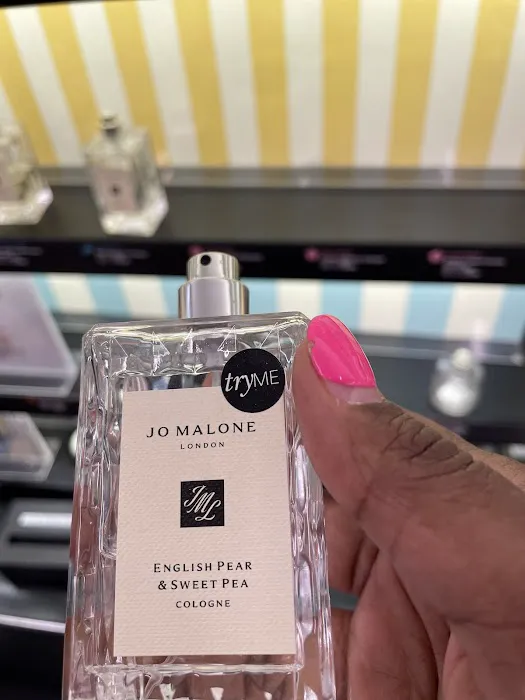 tryME
JO MALONE
LONDON
JML
ENGLISH PEAR
& SWEET PEA
COLOGNE